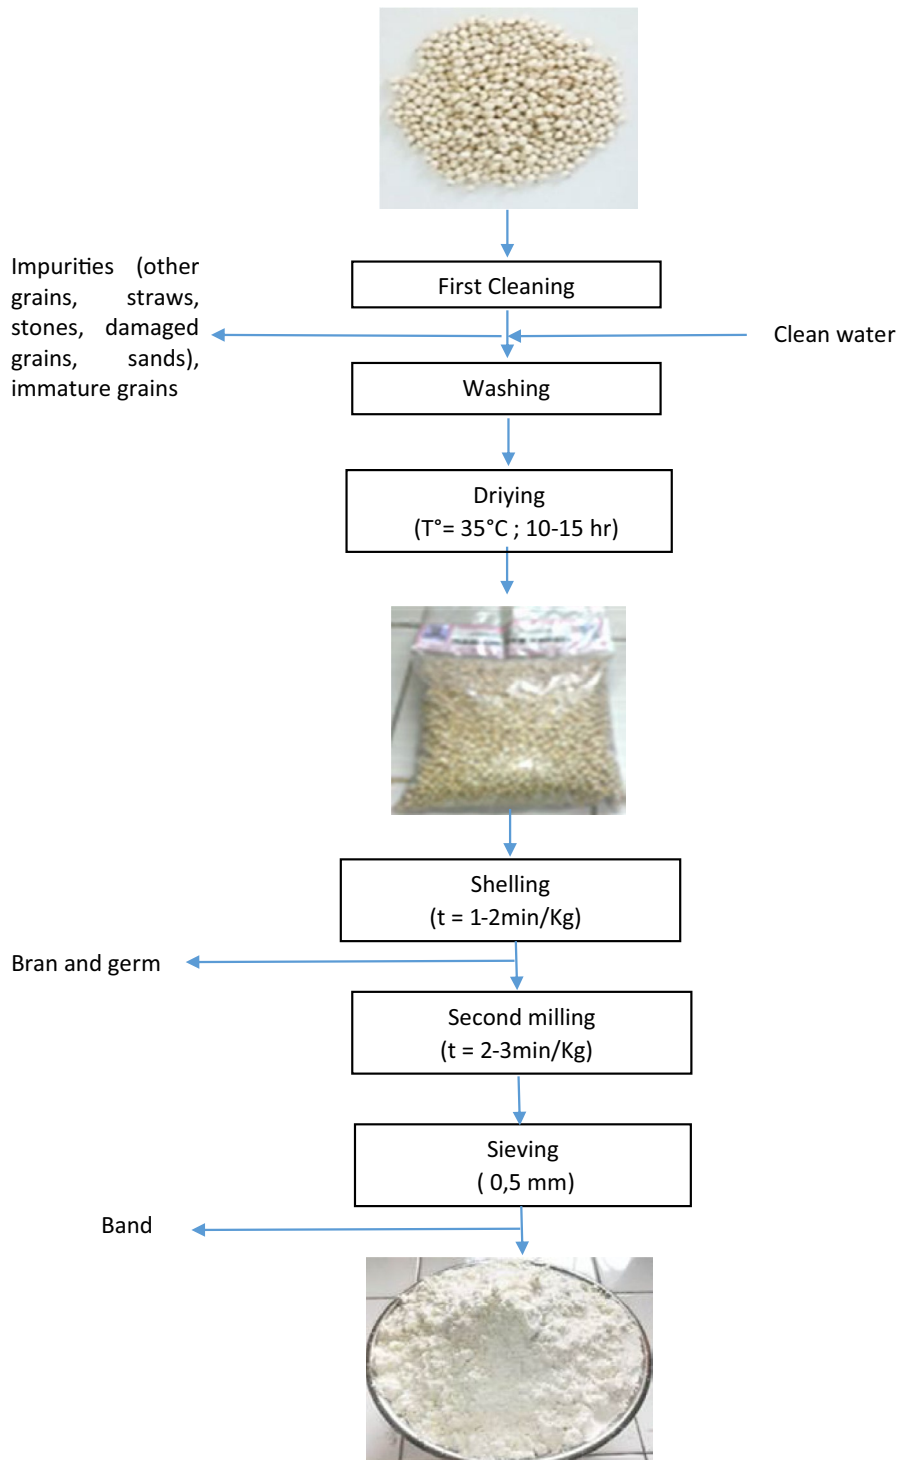 First Cleaning
Impurities (other
grains, straws,
stones, damaged
grains, sands),
immature grains
Clean water
Washing
Driying
(T°= 35°C ; 10-15 hr)
Shelling
(t = 1-2min/Kg)
Bran and germ
Second milling
(t = 2-3min/Kg)
Sieving
( 0,5 mm)
Band